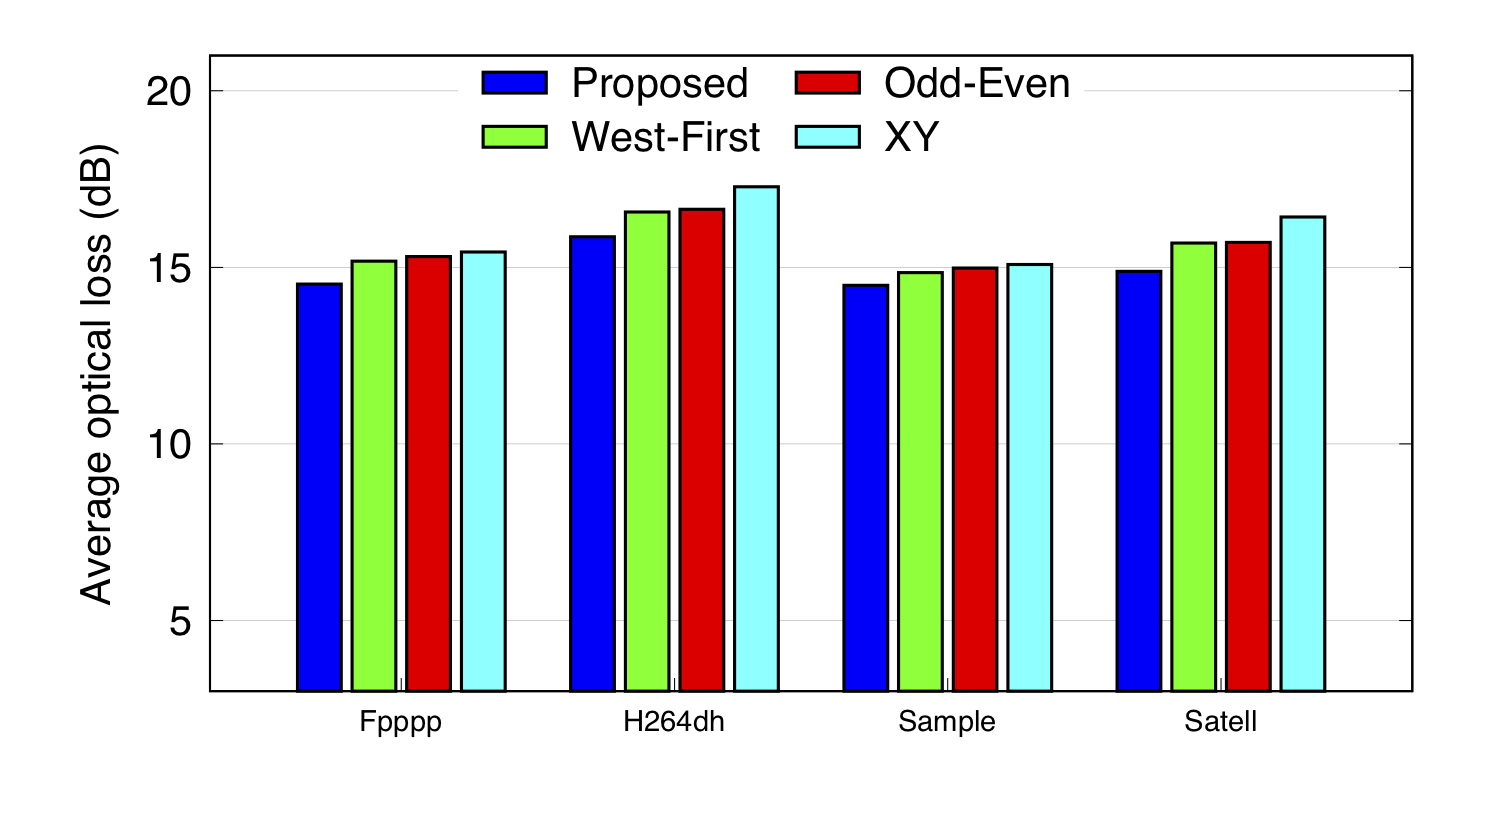 Average optical loss (dB)
20
15
10
5
Proposed
Odd-Even
West-First
XY
Fpppp
H264dh
Sample
Satell